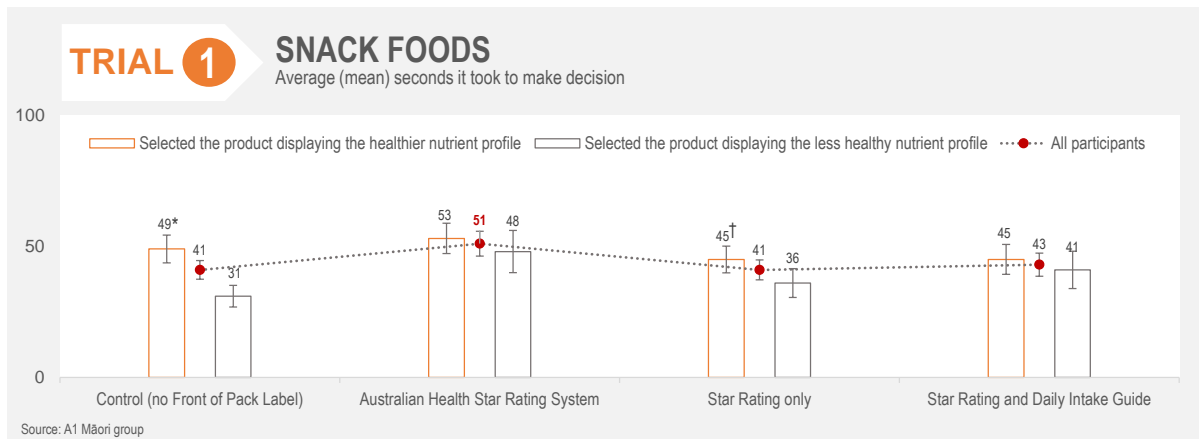 TRIAL 1
SNACK FOODS
Average (mean) seconds it took to make decision
100
Selected the product displaying the healthier nutrient profile
Selected the product displaying the less healthy nutrient profile
All participants
49*
41
31
53
51
48
45†
41
36
45
43
41
50
0
Control (no Front of Pack Label)
Australian Health Star Rating System
Star Rating only
Star Rating and Daily Intake Guide
Source: A1 Māori group